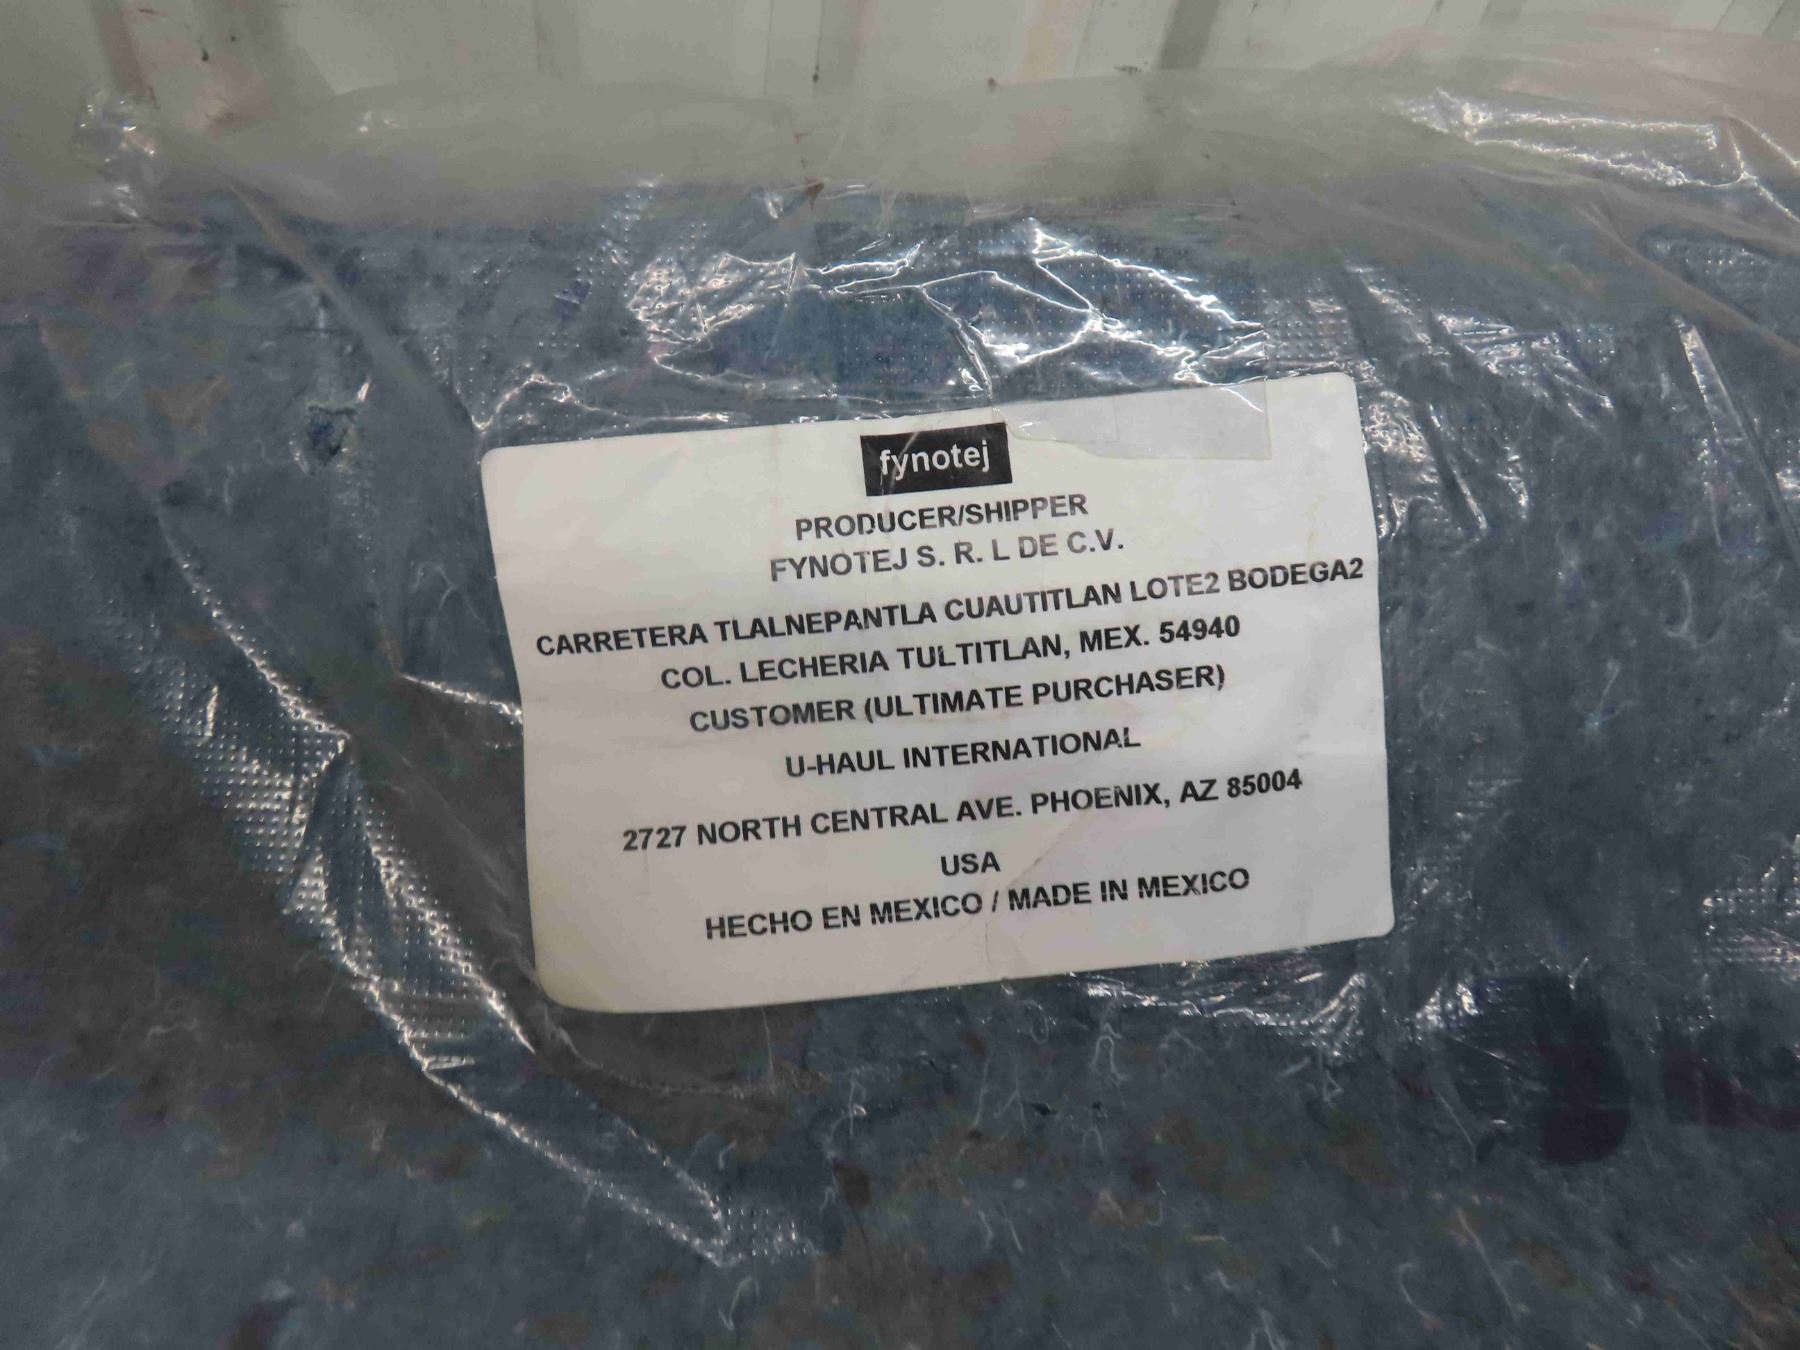 fynotej
PRODUCER/SHIPPER
FYNOTEJ S. R. L DE C.V.
CARRETERA TLALNEPANTLA CUAUTITLAN LOTE2 BODEGA2
COL. LECHERIA TULTITLAN, MEX. 54940
CUSTOMER (ULTIMATE PURCHASER)
U-HAUL INTERNATIONAL
2727 NORTH CENTRAL AVE. PHOENIX, AZ 85004
USA
HECHO EN MEXICO / MADE IN MEXICO